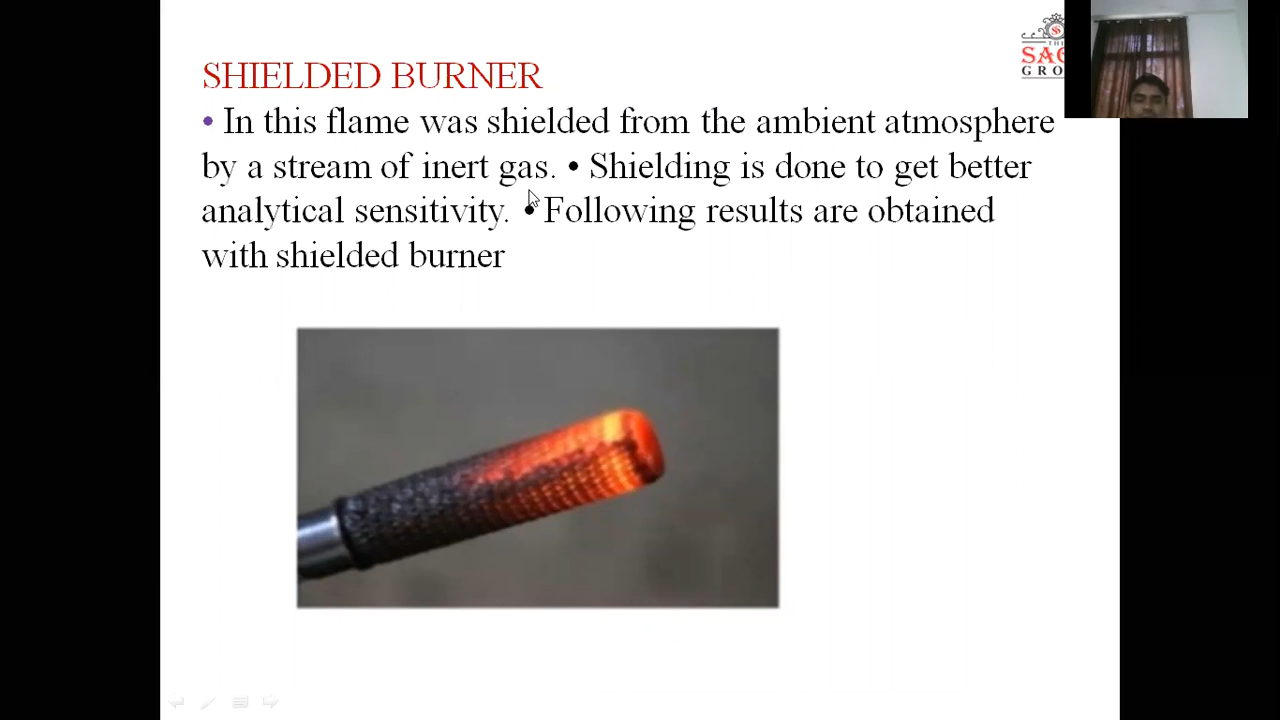 SHIELDED BURNER
• In this flame was shielded from the ambient atmosphere
by a stream of inert gas. • Shielding is done to get better
analytical sensitivity. • Following results are obtained
with shielded burner